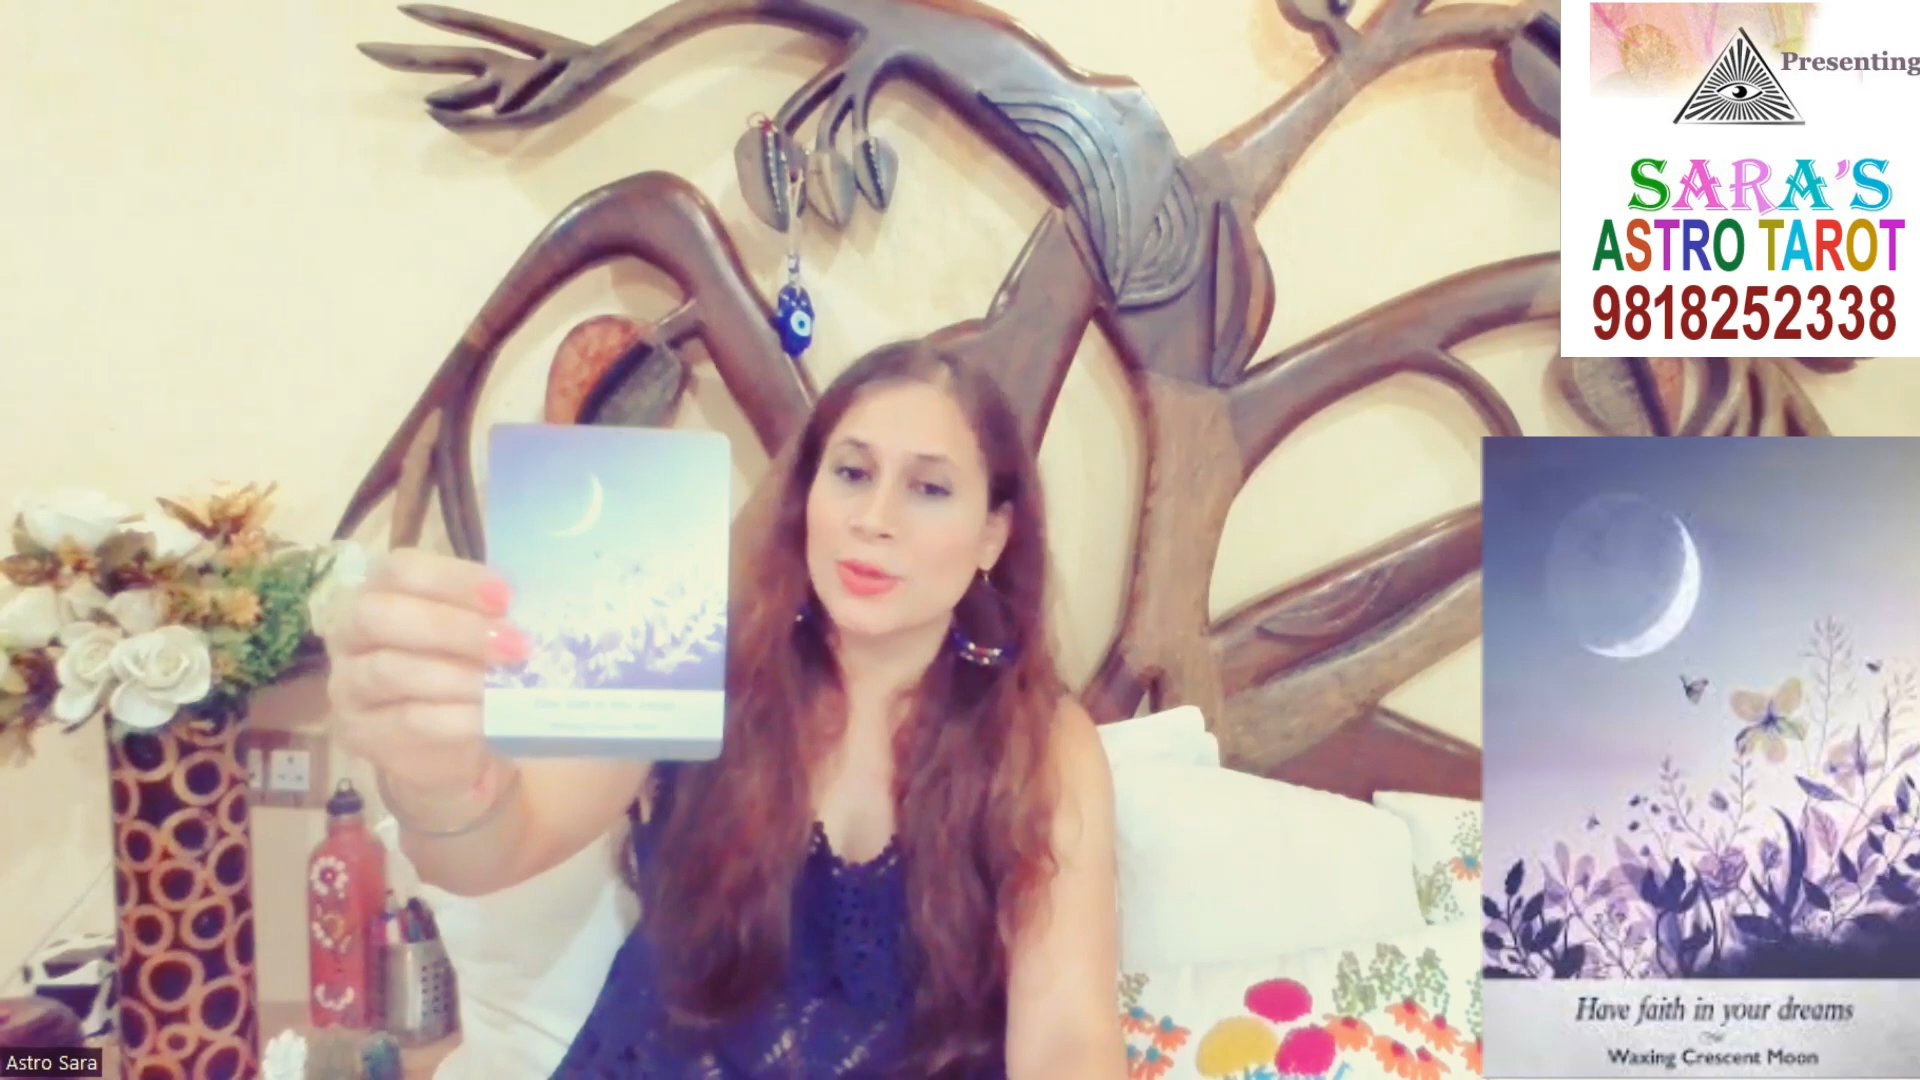 Presenting
SARA'S
ASTRO TAROT
9818252338
Have faith in your dreams
Waxing Crescent Moon
Astro Sara